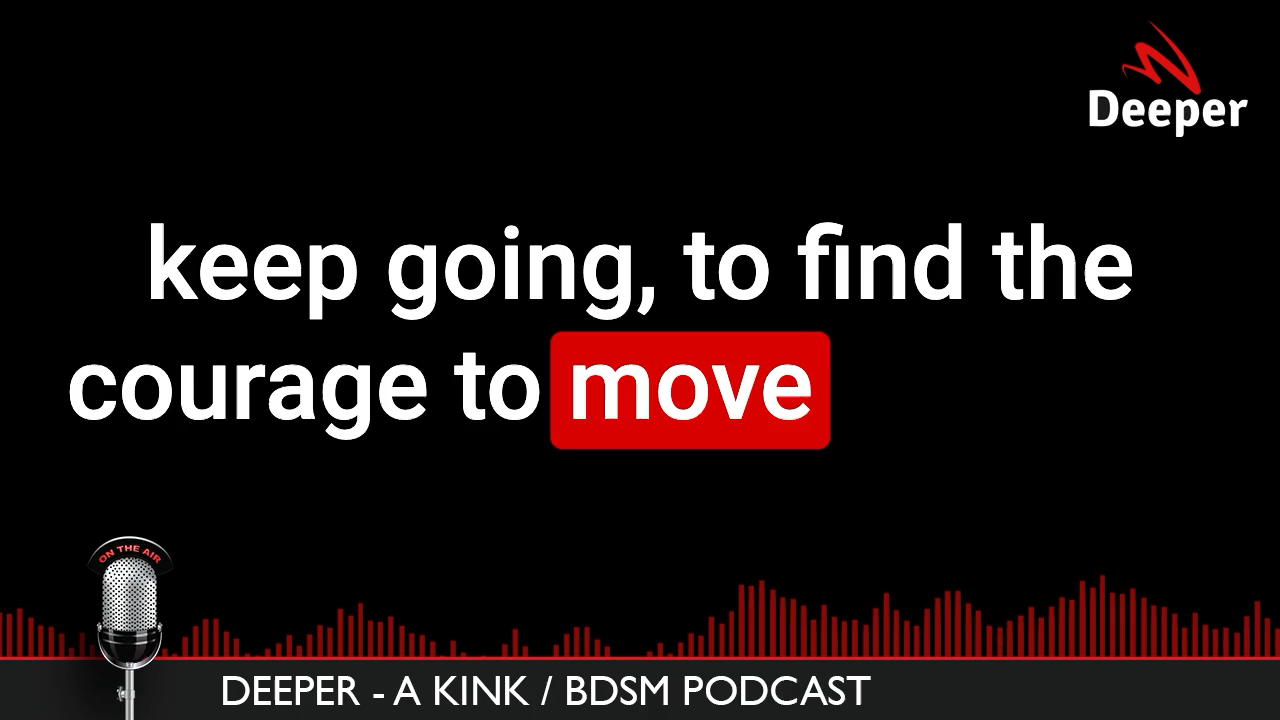 Deeper
keep going, to find the
courage to move
ON THE AIR
DEEPER - A KINK / BDSM PODCAST